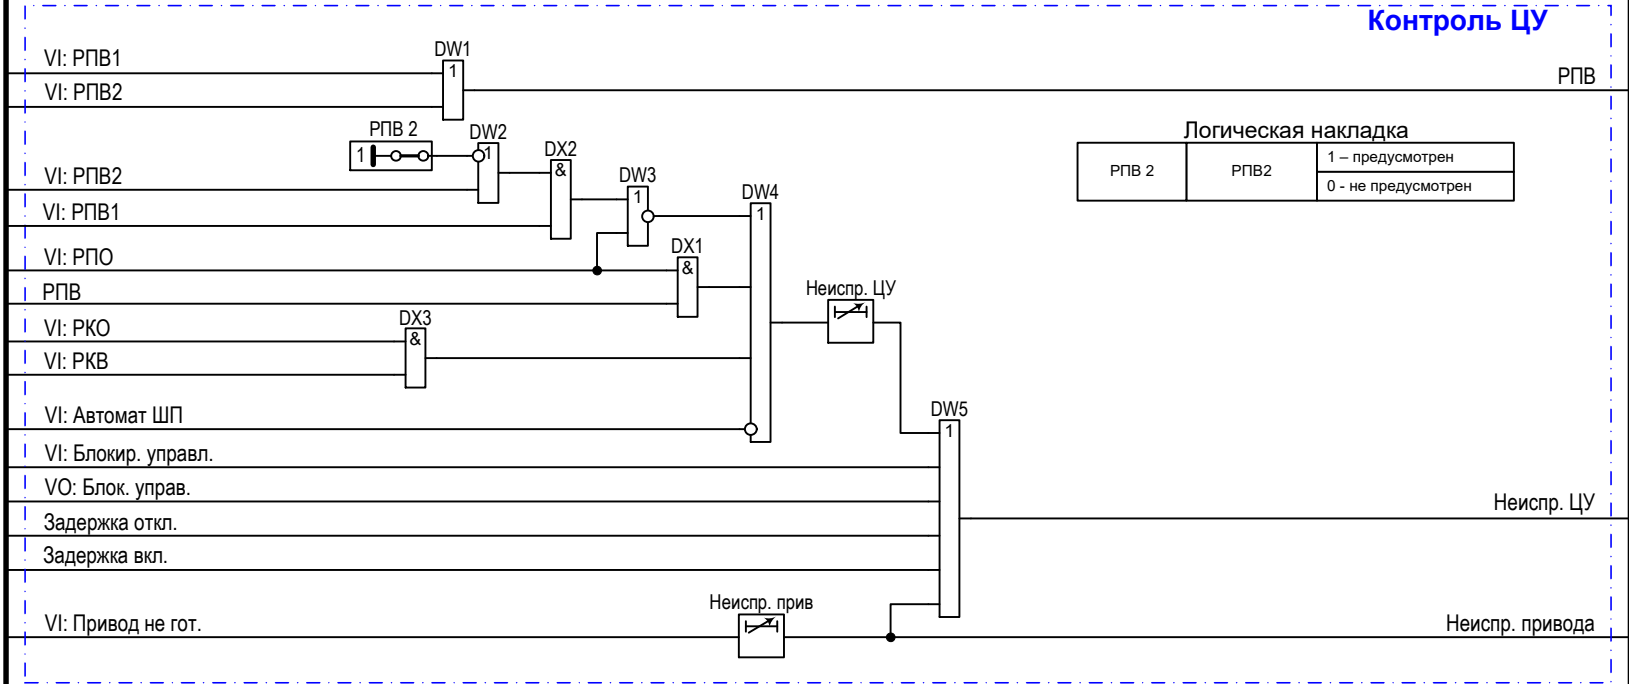 Контроль ЦУ
VI: РПВ1
DW1
1
РПВ
VI: РПВ2
РПВ 2
1
DW2
1
DX2
&
VI: РПВ2
DW3
1
DW4
1
VI: РПВ1
Логическая накладка
РПВ 2
РПВ2
1 – предусмотрен
0 - не предусмотрен
VI: РПО
DX1
&
РПВ
Неиспр. ЦУ
VI: РКО
DX3
&
VI: РКВ
VI: Автомат ШП
DW5
1
VI: Блокир. управл.
VO: Блок. управ.
Неиспр. ЦУ
Задержка откл.
Задержка вкл.
Неиспр. прив
VI: Привод не гот.
Неиспр. привода